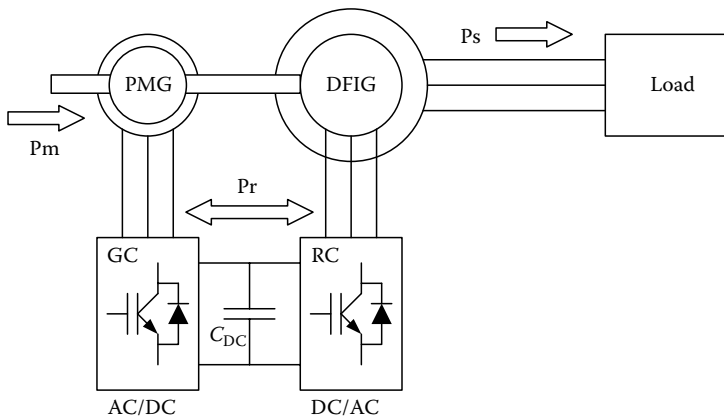 Ps
PMG
DFIG
Load
Pm
Pr
GC
RC
C_DC
AC/DC
DC/AC